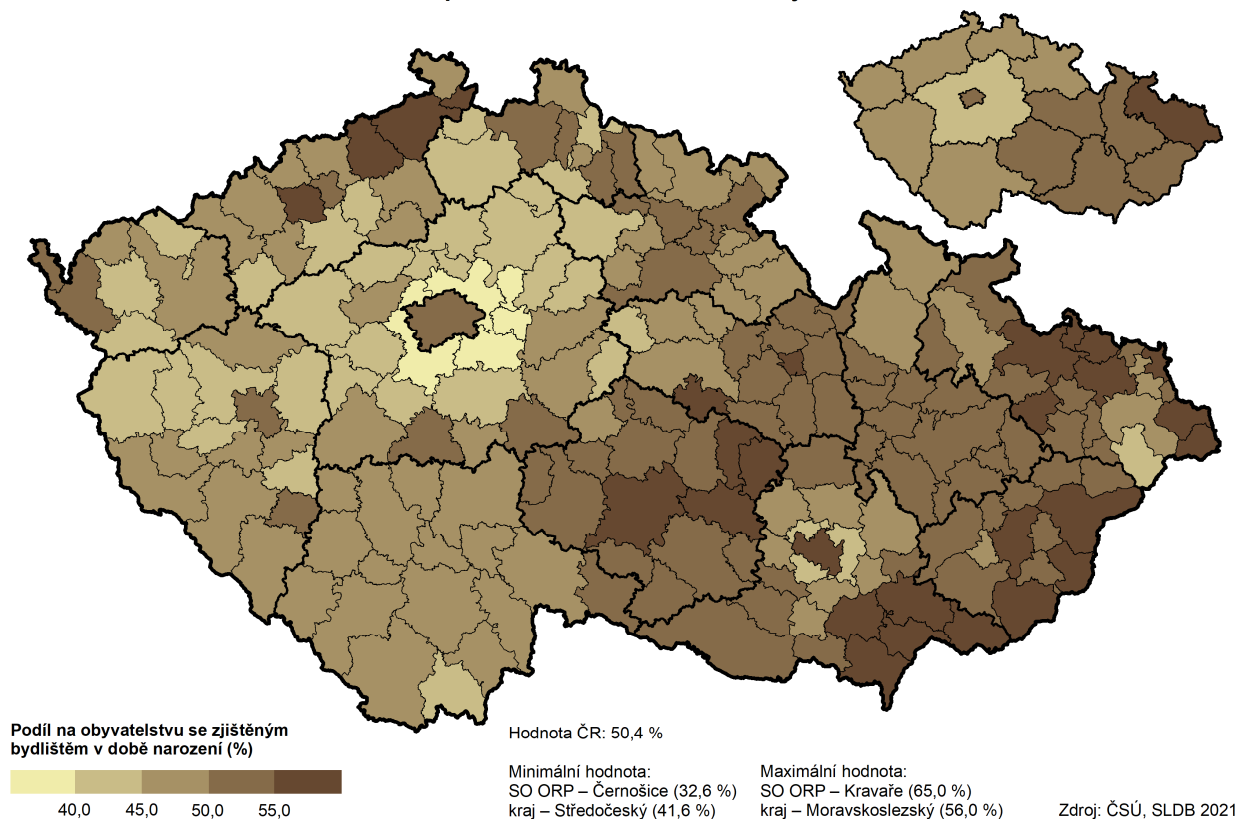 Podíl na obyvatelstvu se zjištěným
bydlištěm v době narození (%)
40,0 45,0 50,0 55,0
Hodnota ČR: 50,4 %
Minimální hodnota:
SO ORP – Černošice (32,6 %)
kraj – Středočeský (41,6 %)
Maximální hodnota:
SO ORP – Kravaře (65,0 %)
kraj – Moravskoslezský (56,0 %)
Zdroj: ČSÚ, SLDB 2021